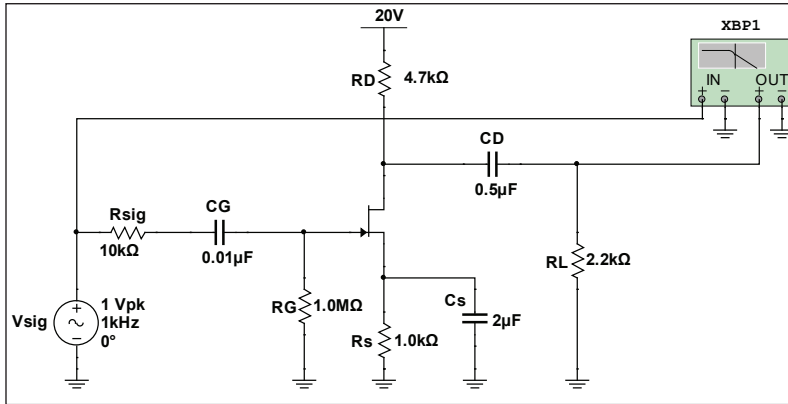 20V
XBP1
RD
4.7kΩ
IN
OUT
+
−
+
−
CD
0.5µF
Rsig
10kΩ
CG
0.01µF
RL
2.2kΩ
Vsig
+
−
1 Vpk
1kHz
0°
RG
1.0MΩ
Rs
1.0kΩ
Cs
2µF